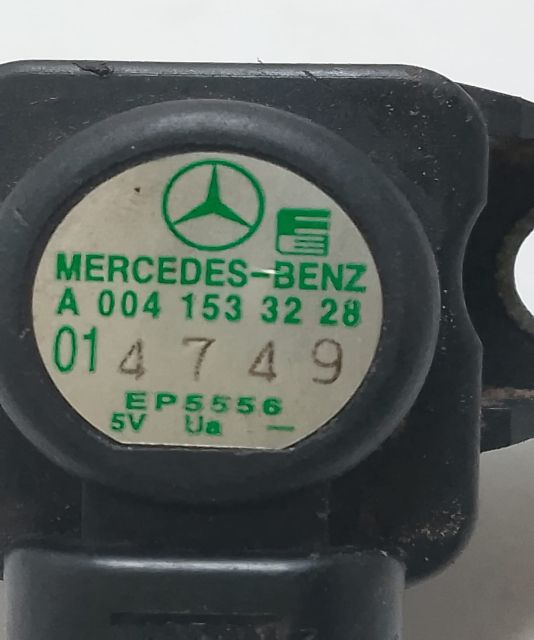 MERCEDES-BENZ
A 004 153 32 28
01 4749
EP5556
5V Ua —